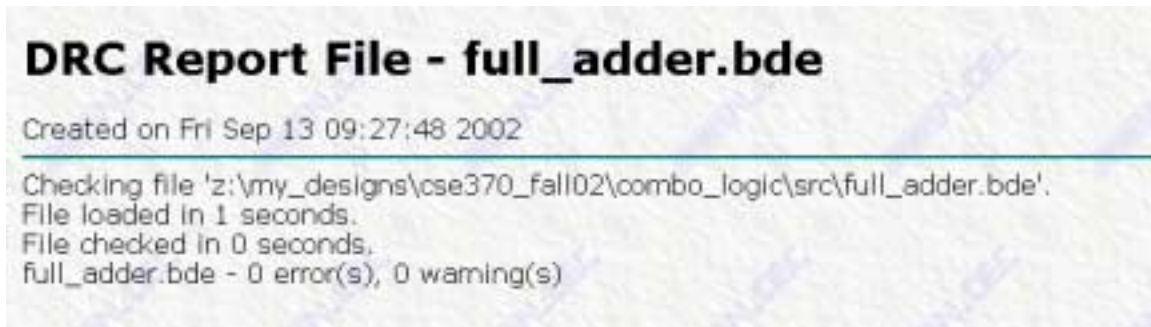 DRC Report File - full_adder.bde
Created on Fri Sep 13 09:27:48 2002
Checking file 'z:\my_designs\cse370_fall02\combo_logic\src\full_adder.bde'.
File loaded in 1 seconds.
File checked in 0 seconds.
full_adder.bde - 0 error(s), 0 warning(s)